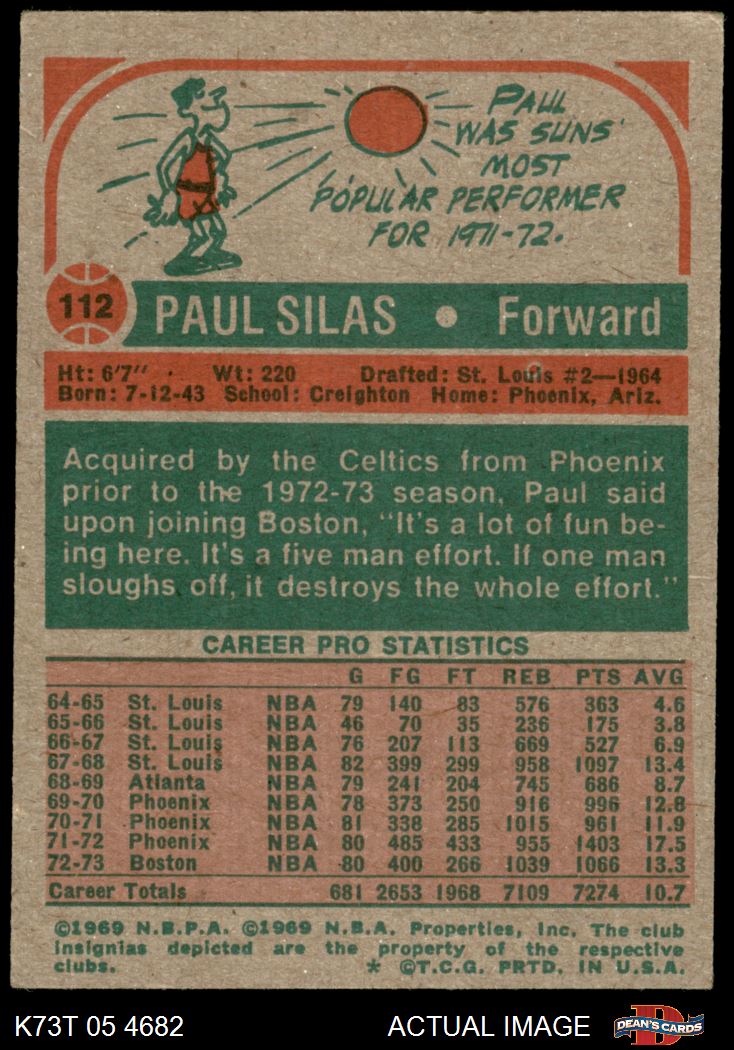 PAUL
WAS SUNS'
MOST
POPULAR PERFORMER
FOR 1971-72.
112
PAUL SILAS • Forward
Ht: 6'7" · Wt: 220 Drafted: St. Louis #2—1964
Born: 7-12-43 School: Creighton Home: Phoenix, Ariz.
Acquired by the Celtics from Phoenix
prior to the 1972-73 season, Paul said
upon joining Boston, "It's a lot of fun be-
ing here. It's a five man effort. If one man
sloughs off, it destroys the whole effort."
CAREER PRO STATISTICS
G FG FT REB PTS AVG
64-65 St. Louis NBA 79 140 83 576 363 4.6
65-66 St. Louis NBA 46 70 35 236 175 3.8
66-67 St. Louis NBA 76 207 113 669 527 6.9
67-68 St. Louis NBA 82 399 299 958 1097 13.4
68-69 Atlanta NBA 79 241 204 745 686 8.7
69-70 Phoenix NBA 78 373 250 916 996 12.8
70-71 Phoenix NBA 81 338 285 1015 961 11.9
71-72 Phoenix NBA 80 485 433 955 1403 17.5
72-73 Boston NBA 80 400 266 1039 1066 13.3
Career Totals 681 2653 1968 7109 7274 10.7
©1969 N.B.P.A. ©1969 N.B.A. Properties, Inc. The club
insignias depicted are the property of the respective
clubs. * ©T.C.G. PRTD. IN U.S.A.
K73T 05 4682 ACTUAL IMAGE D DEAN'S CARDS